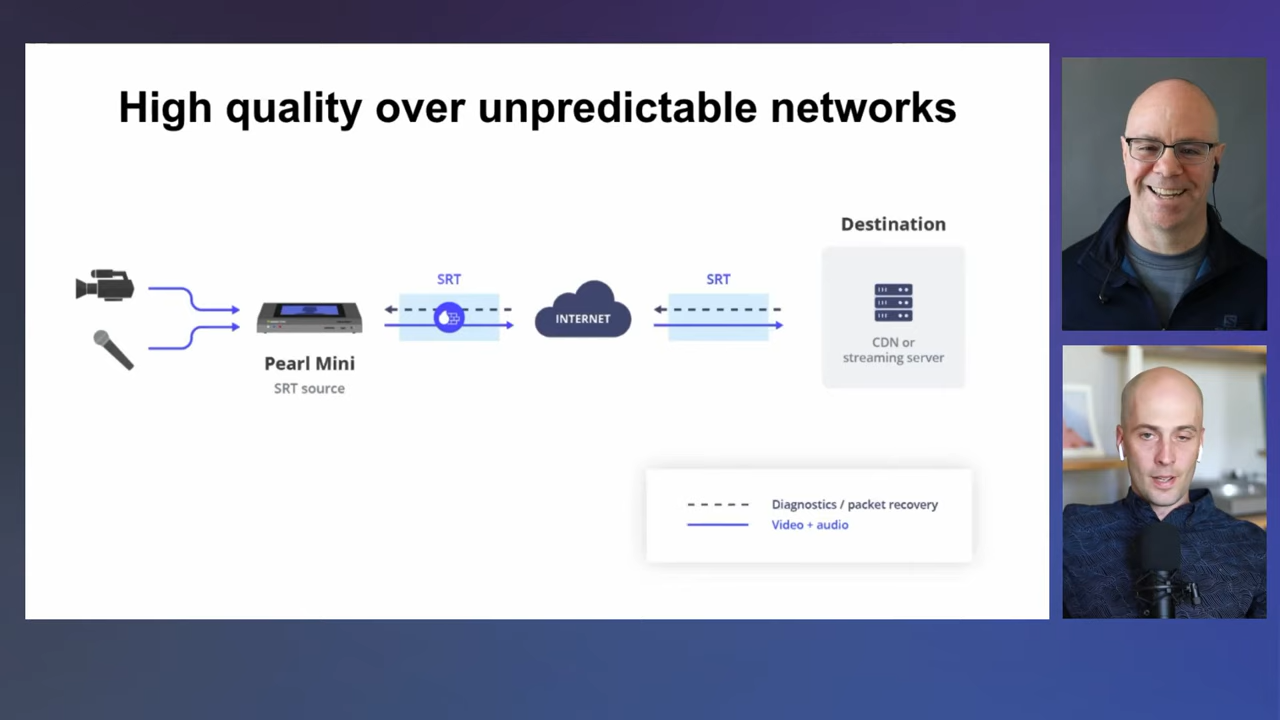 High quality over unpredictable networks
Destination
SRT
SRT
INTERNET
CDN or
streaming server
Pearl Mini
SRT source
Diagnostics / packet recovery
Video + audio